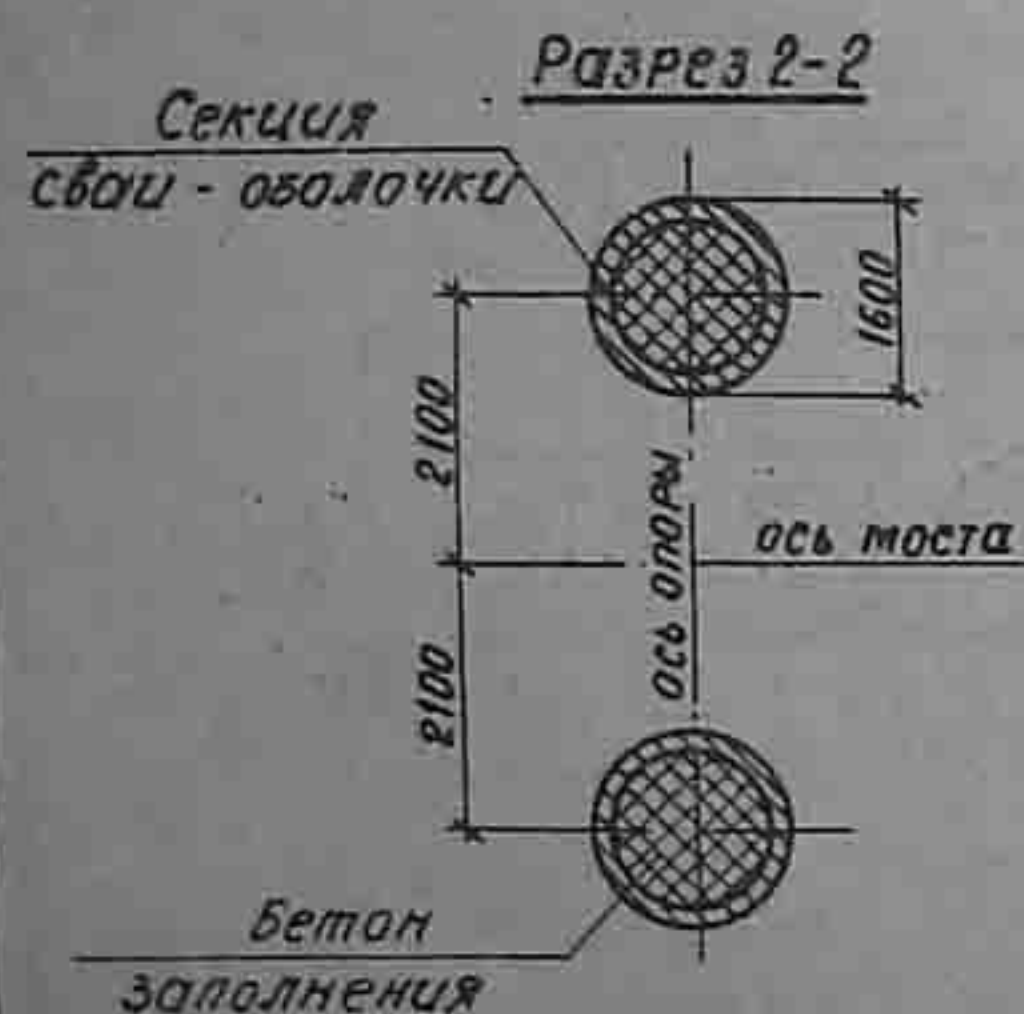 Разрез 2-2
Секция
сваи - оболочки
1600
2100
ось опоры
ось моста
2100
Бетон
заполнения